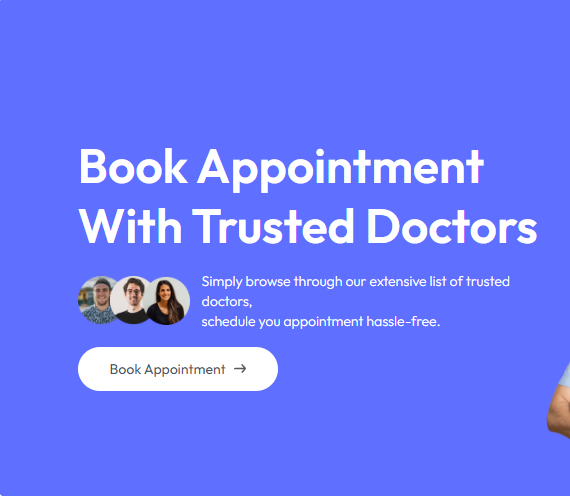 Book Appointment
With Trusted Doctors
Simply browse through our extensive list of trusted
doctors,
schedule you appointment hassle-free.
Book Appointment →